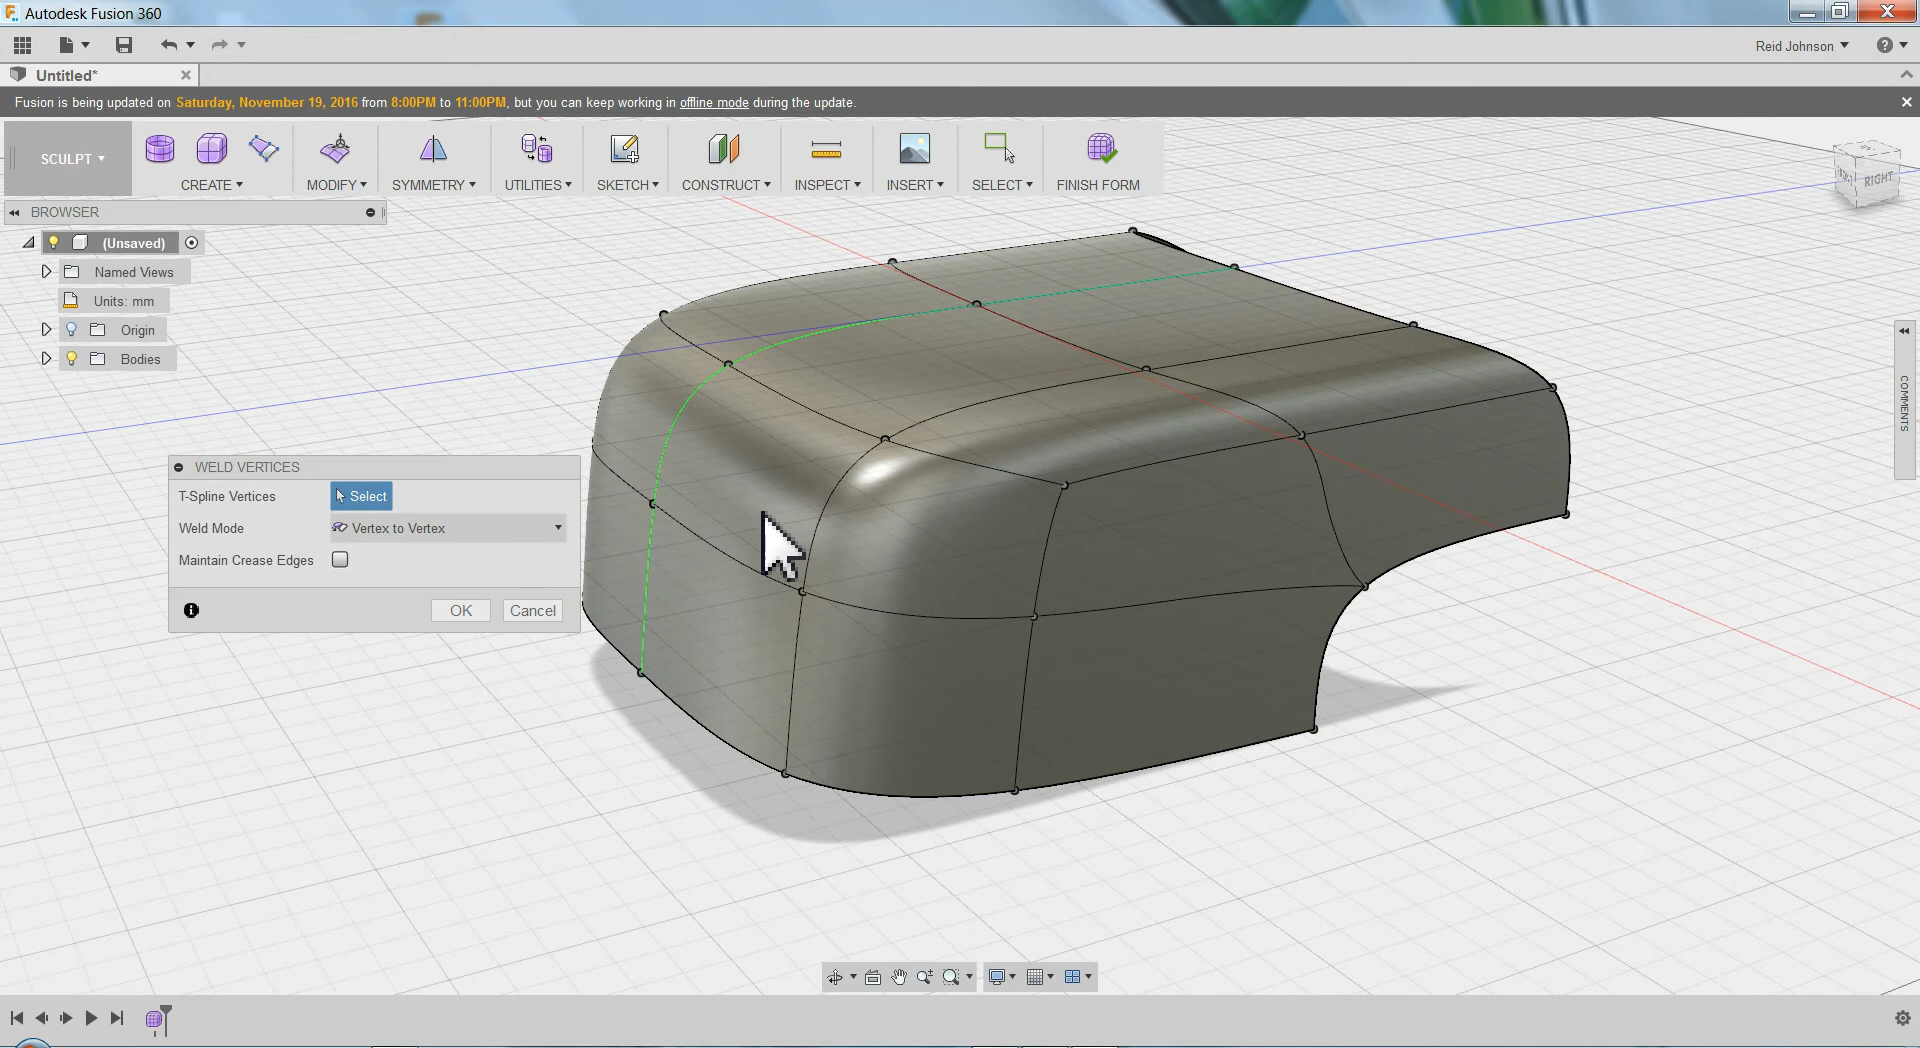 Autodesk Fusion 360
Reid Johnson
Untitled*
Fusion is being updated on Saturday, November 19, 2016 from 8:00PM to 11:00PM, but you can keep working in offline mode during the update.
SCULPT
CREATE
MODIFY
SYMMETRY
UTILITIES
SKETCH
CONSTRUCT
INSPECT
INSERT
SELECT
FINISH FORM
RIGHT
BROWSER
(Unsaved)
Named Views
Units: mm
Origin
Bodies
COMMENTS
WELD VERTICES
T-Spline Vertices
Select
Weld Mode
Vertex to Vertex
Maintain Crease Edges
OK
Cancel